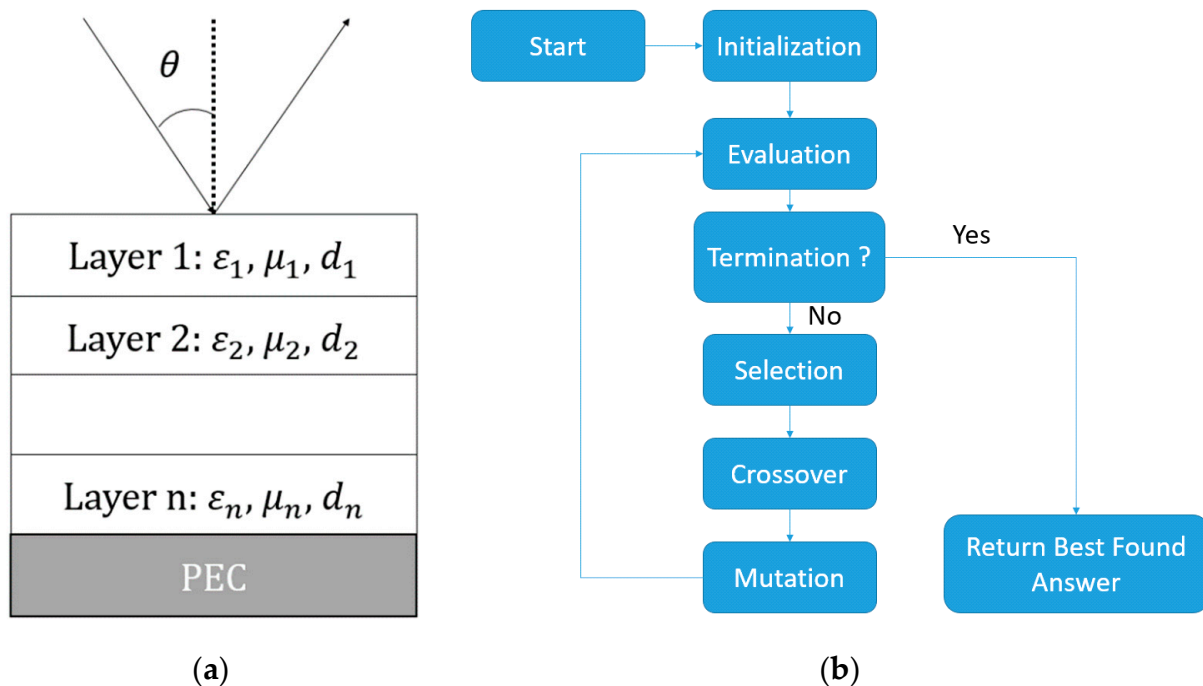 θ
Layer 1: ε₁, μ₁, d₁
Layer 2: ε₂, μ₂, d₂
Layer n: εₙ, μₙ, dₙ
PEC
(a)
Start
Initialization
Evaluation
Termination ?
Yes
No
Selection
Crossover
Mutation
Return Best Found
Answer
(b)